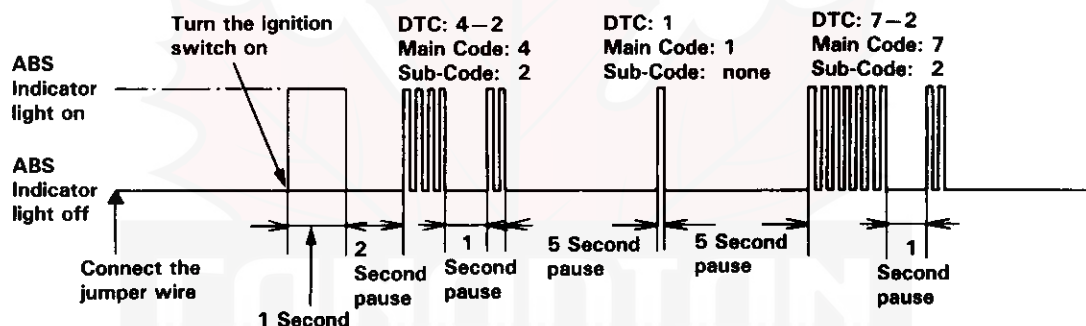 Turn the ignition
switch on
DTC: 4—2
Main Code: 4
Sub-Code: 2
DTC: 1
Main Code: 1
Sub-Code: none
DTC: 7—2
Main Code: 7
Sub-Code: 2
ABS
Indicator
light on
ABS
Indicator
light off
Connect the
jumper wire
1 Second
2
Second
pause
1
Second
pause
5 Second
pause
5 Second
pause
1
Second
pause